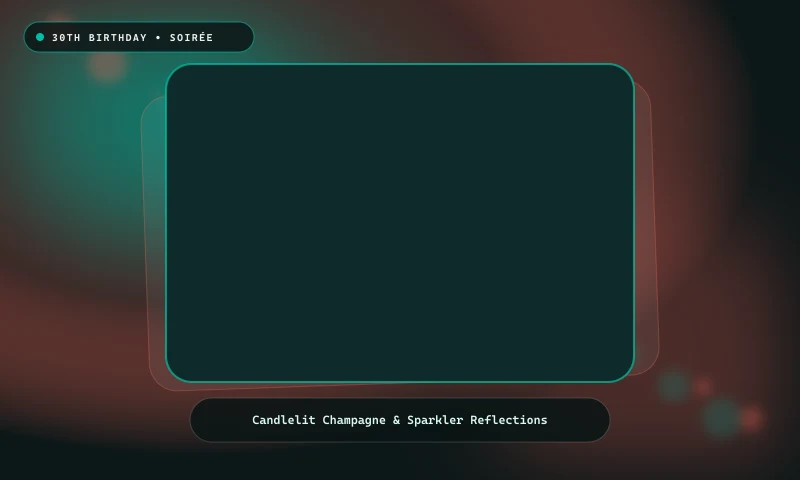 30TH BIRTHDAY • SOIRÉE
Candlelit Champagne & Sparkler Reflections